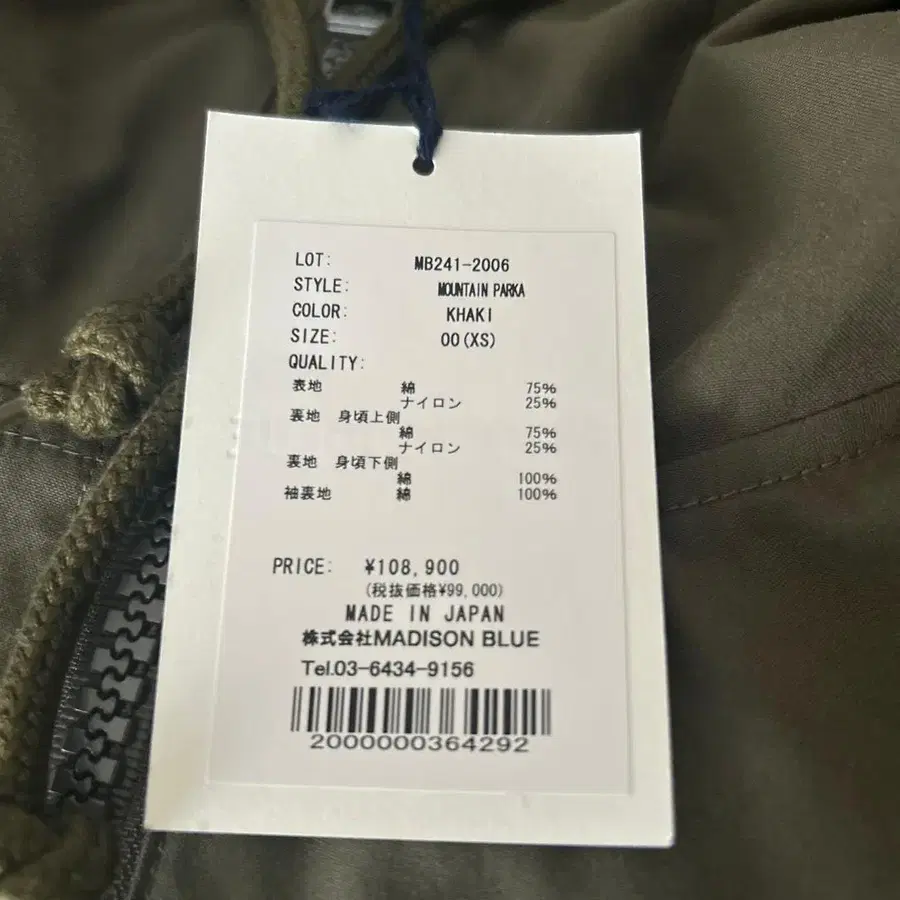 LOT: MB241-2006
STYLE: MOUNTAIN PARKA
COLOR: KHAKI
SIZE: 00(XS)
QUALITY:
表地 綿 75%
ナイロン 25%
裏地 身頃上側
綿 75%
ナイロン 25%
裏地 身頃下側
綿 100%
袖裏地 綿 100%
PRICE: ¥108,900
(税抜価格¥99,000)
MADE IN JAPAN
株式会社MADISON BLUE
Tel.03-6434-9156
2000000364292